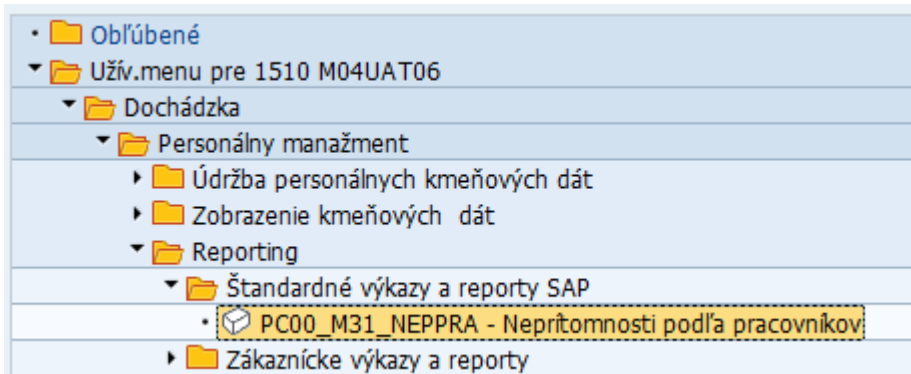 Obľúbené
Užív.menu pre 1510 M04UAT06
Dochádzka
Personálny manažment
Údržba personálnych kmeňových dát
Zobrazenie kmeňových dát
Reporting
Štandardné výkazy a reporty SAP
PC00_M31_NEPPRA - Neprítomnosti podľa pracovníkov
Zákaznícke výkazy a reporty